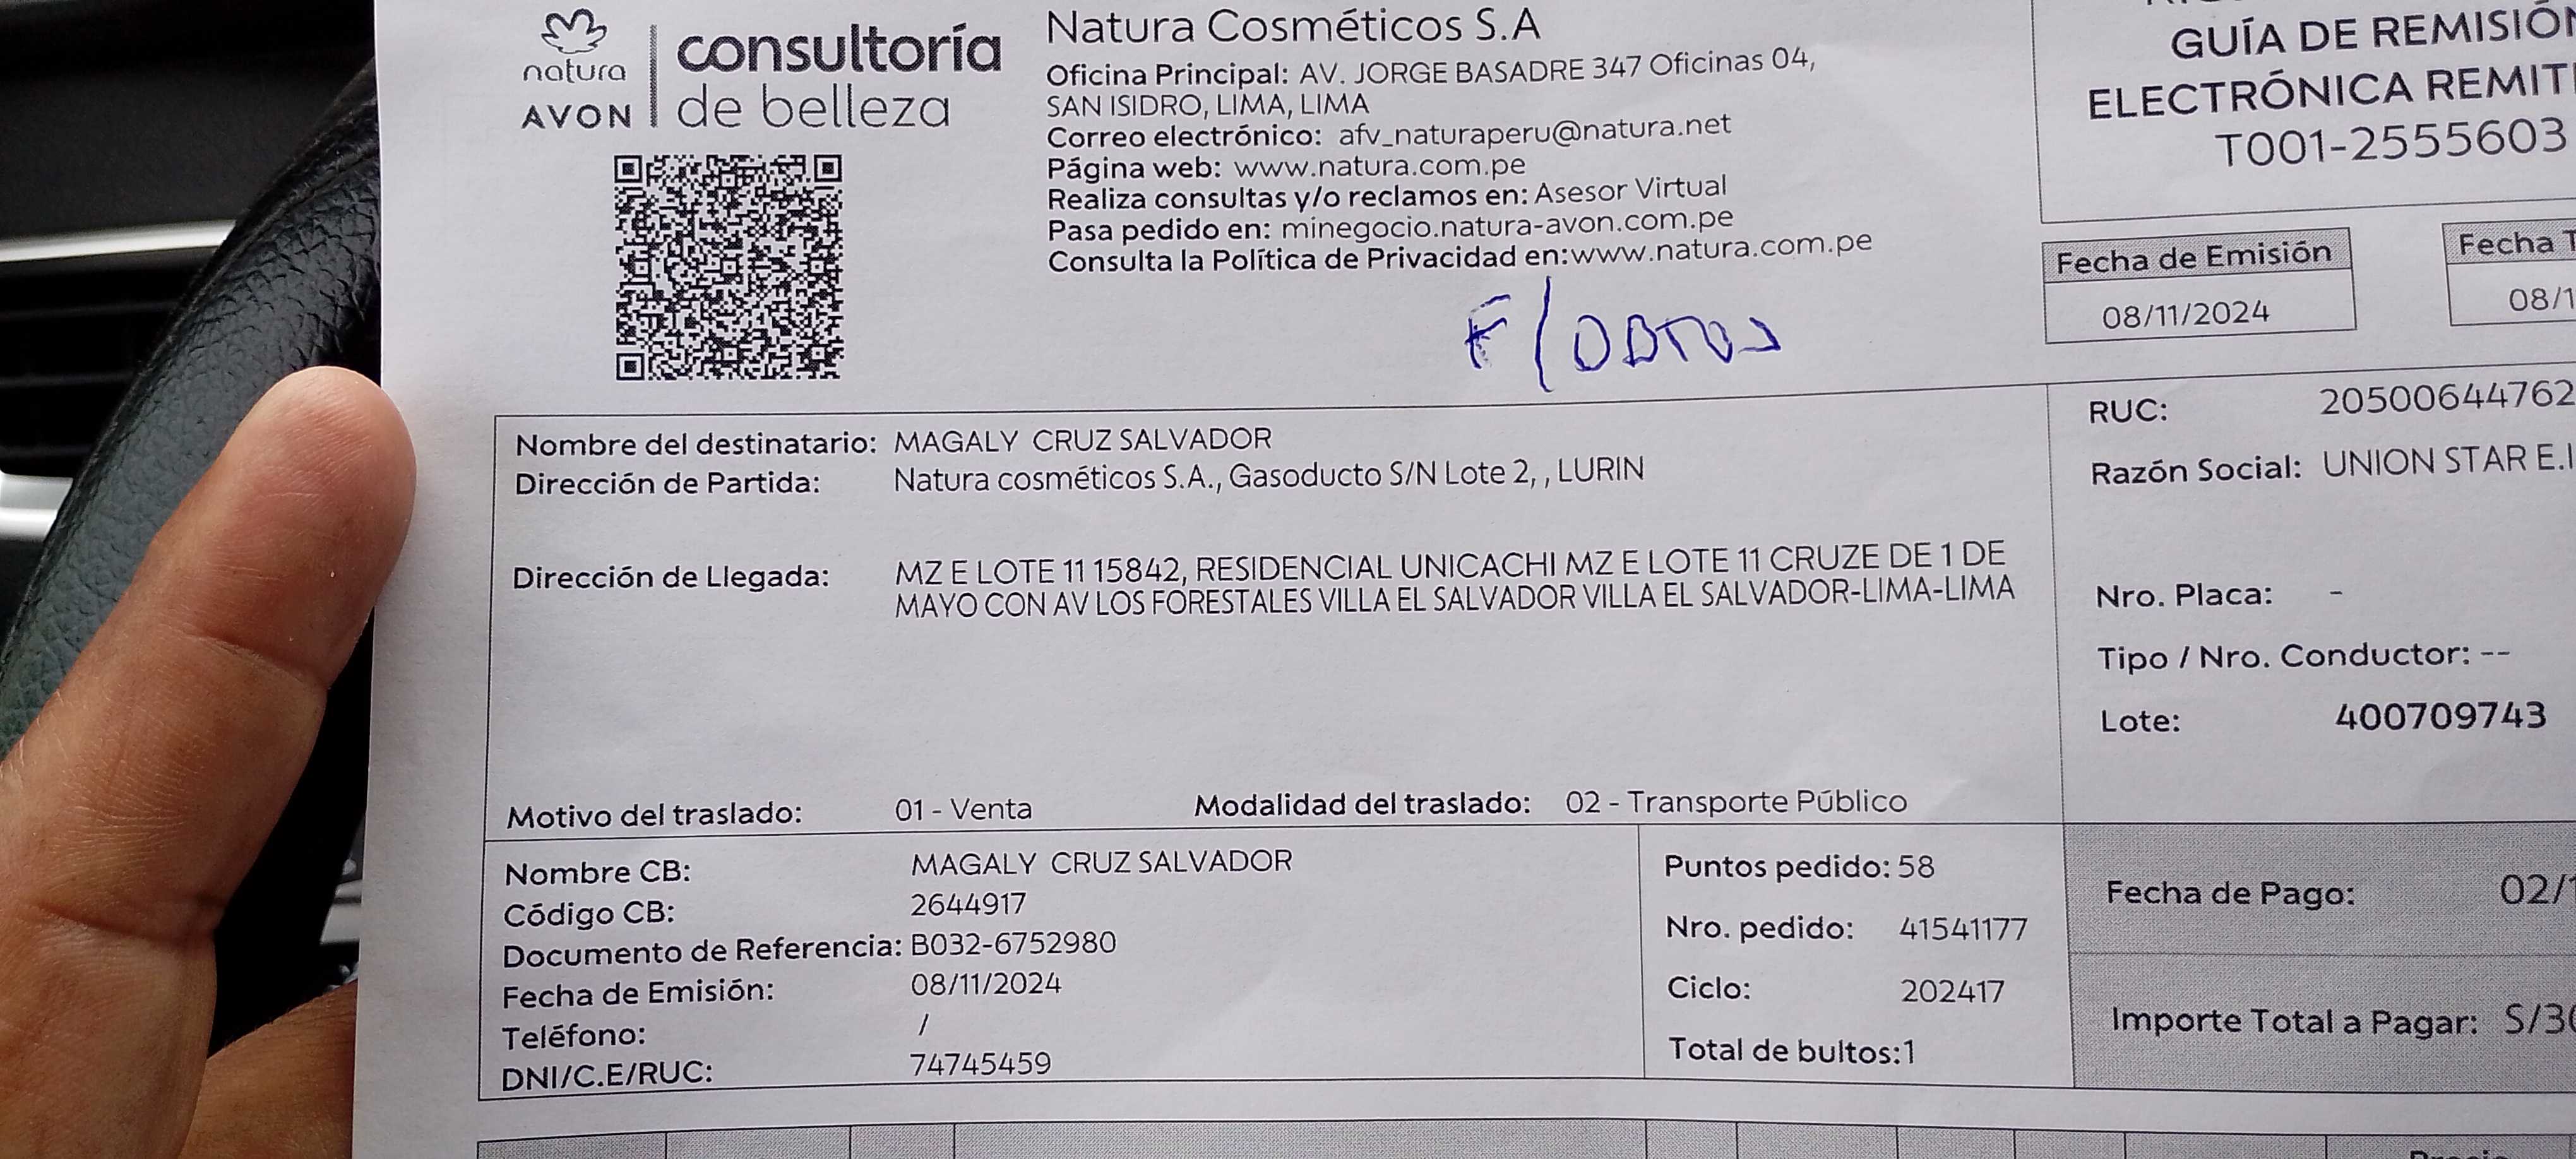 natura
AVON
consultoría
de belleza
Natura Cosméticos S.A
Oficina Principal: AV. JORGE BASADRE 347 Oficinas 04,
SAN ISIDRO, LIMA, LIMA
Correo electrónico: afv_naturaperu@natura.net
Página web: www.natura.com.pe
Realiza consultas y/o reclamos en: Asesor Virtual
Pasa pedido en: minegocio.natura-avon.com.pe
Consulta la Política de Privacidad en:www.natura.com.pe
GUÍA DE REMISIÓN
ELECTRÓNICA REMIT
T001-2555603
Fecha de Emisión
08/11/2024
Fecha T
08/1
Nombre del destinatario: MAGALY CRUZ SALVADOR
Dirección de Partida: Natura cosméticos S.A., Gasoducto S/N Lote 2, , LURIN
Dirección de Llegada: MZ E LOTE 11 15842, RESIDENCIAL UNICACHI MZ E LOTE 11 CRUZE DE 1 DE
MAYO CON AV LOS FORESTALES VILLA EL SALVADOR VILLA EL SALVADOR-LIMA-LIMA
Motivo del traslado: 01 - Venta Modalidad del traslado: 02 - Transporte Público
RUC: 20500644762
Razón Social: UNION STAR E.I
Nro. Placa: -
Tipo / Nro. Conductor: --
Lote: 400709743
Nombre CB: MAGALY CRUZ SALVADOR
Código CB: 2644917
Documento de Referencia: B032-6752980
Fecha de Emisión: 08/11/2024
Teléfono: /
DNI/C.E/RUC: 74745459
Puntos pedido: 58
Nro. pedido: 41541177
Ciclo: 202417
Total de bultos:1
Fecha de Pago: 02/1
Importe Total a Pagar: S/30